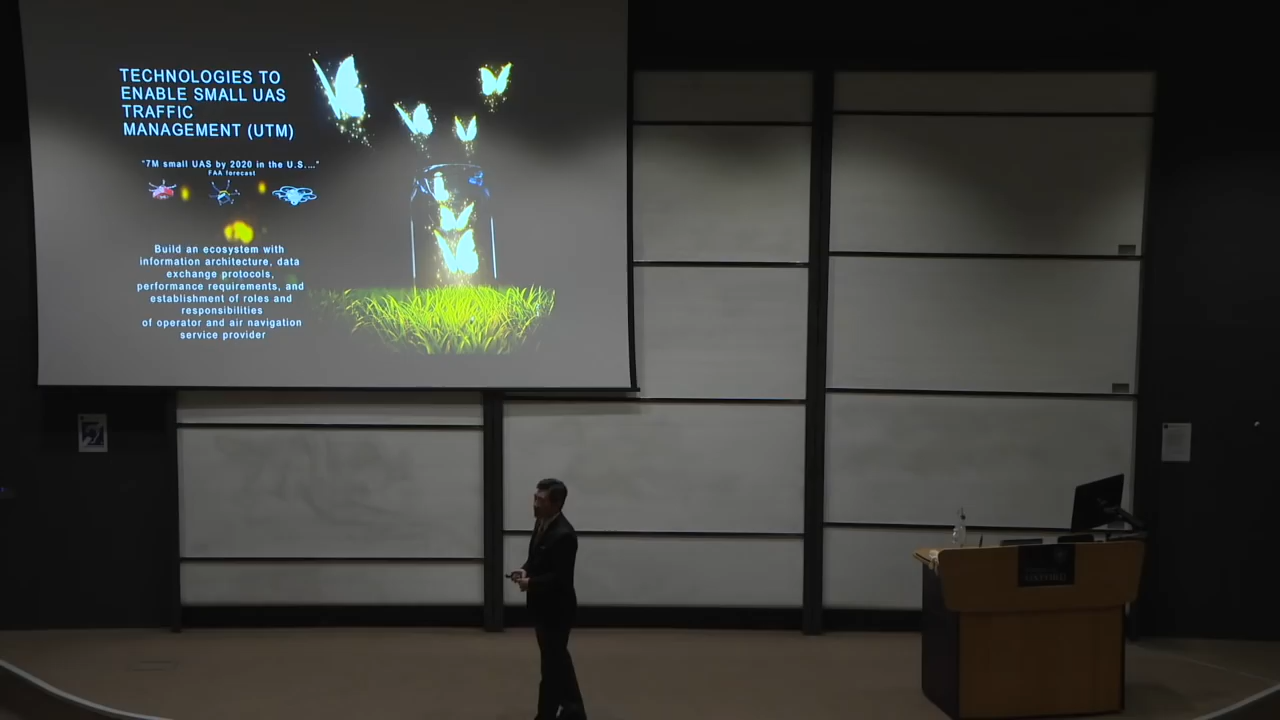 TECHNOLOGIES TO
ENABLE SMALL UAS
TRAFFIC
MANAGEMENT (UTM)
"7M small UAS by 2020 in the U.S...."
FAA forecast
Build an ecosystem with
information architecture, data
exchange protocols,
performance requirements, and
establishment of roles and
responsibilities
of operator and air navigation
service provider
OXFORD